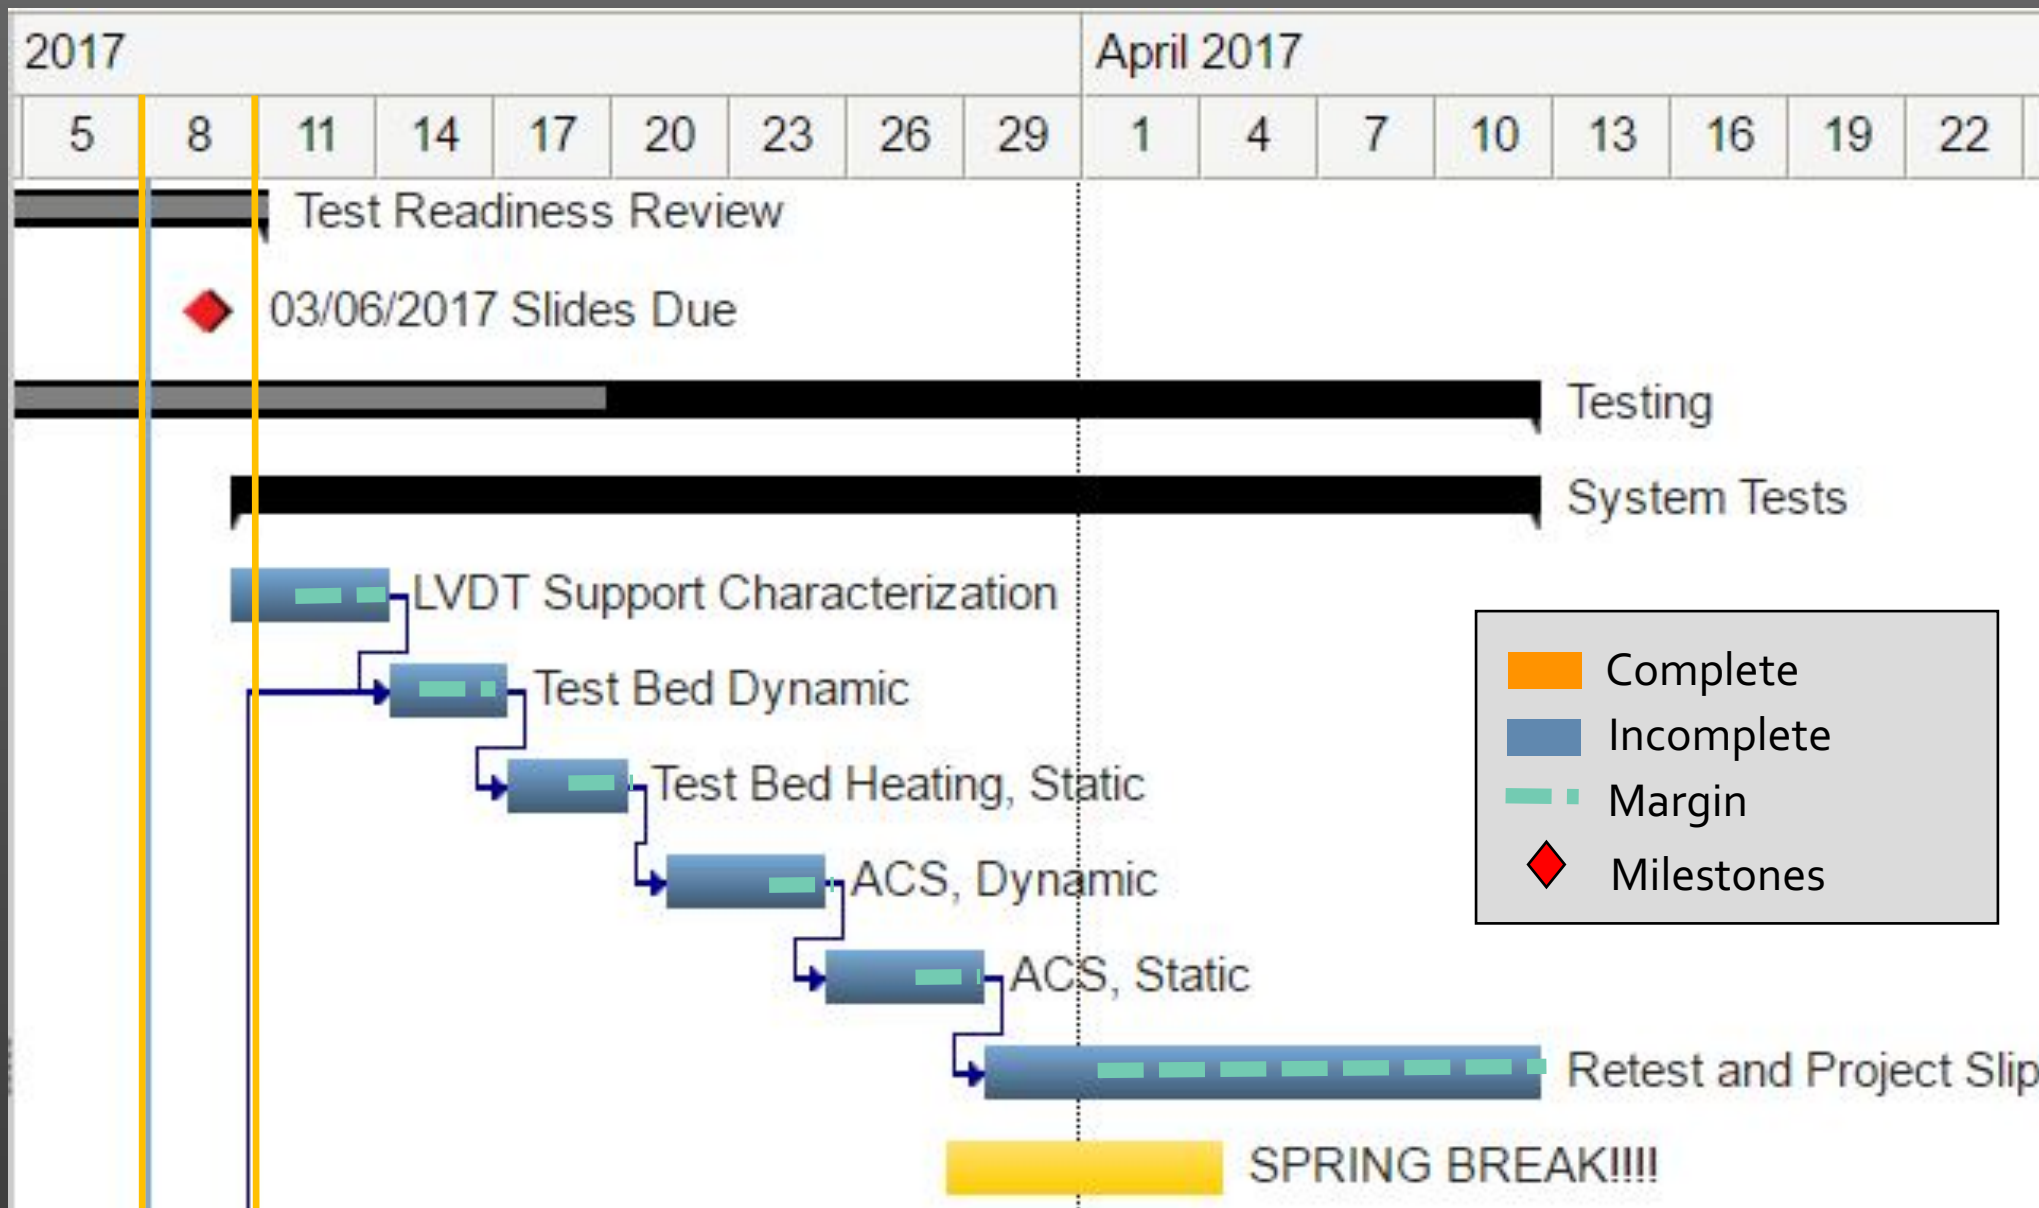 2017 April 2017
5 8 11 14 17 20 23 26 29 1 4 7 10 13 16 19 22
Test Readiness Review
03/06/2017 Slides Due
Testing
System Tests
LVDT Support Characterization
Test Bed Dynamic
Test Bed Heating, Static
ACS, Dynamic
ACS, Static
Retest and Project Slip
SPRING BREAK!!!!
Complete
Incomplete
Margin
Milestones